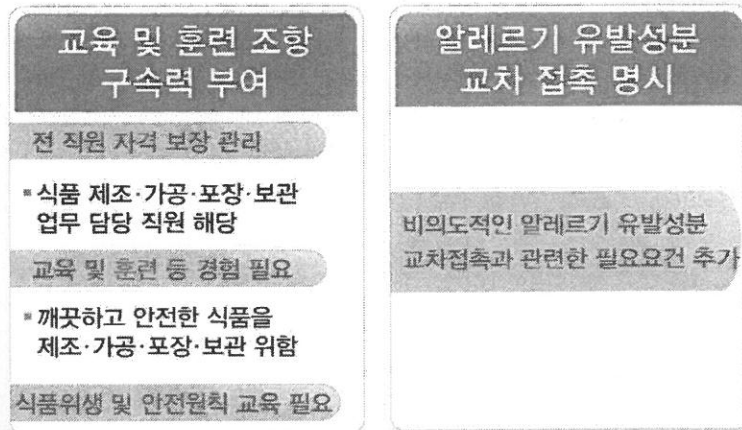 교육 및 훈련 조항
구속력 부여
전 직원 자격 보장 관리
▪식품 제조·가공·포장·보관
업무 담당 직원 해당
교육 및 훈련 등 경험 필요
▪깨끗하고 안전한 식품을
제조·가공·포장·보관 위함
식품위생 및 안전원칙 교육 필요
알레르기 유발성분
교차 접촉 명시
비의도적인 알레르기 유발성분
교차접촉과 관련한 필요요건 추가